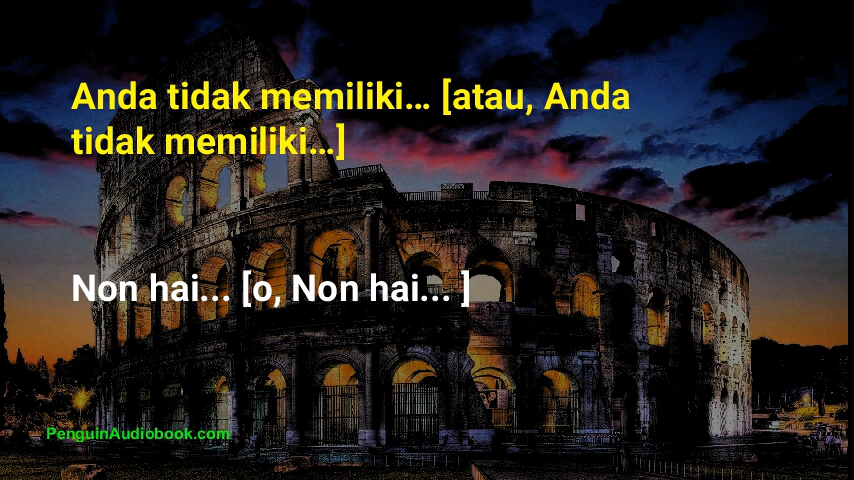 Anda tidak memiliki… [atau, Anda
tidak memiliki…]
Non hai... [o, Non hai... ]
PenguinAudiobook.com